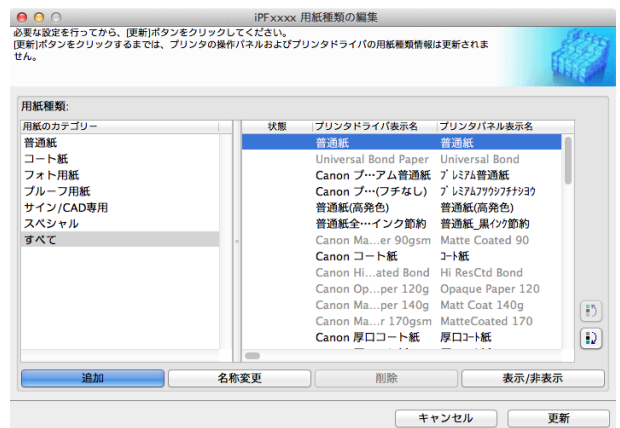 iPFxxxx 用紙種類の編集
必要な設定を行ってから、[更新]ボタンをクリックしてください。
[更新]ボタンをクリックするまでは、プリンタの操作パネルおよびプリンタドライバの用紙種類情報は更新されま
せん。
用紙種類:
用紙のカテゴリー
普通紙
コート紙
フォト用紙
プルーフ用紙
サイン/CAD専用
スペシャル
すべて
状態 プリンタドライバ表示名 プリンタパネル表示名
普通紙 普通紙
Universal Bond Paper Universal Bond
Canon プ…アム普通紙 プレミアム普通紙
Canon プ…(フチなし) プレミアムフツウシフチナシヨウ
普通紙(高発色) 普通紙(高発色)
普通紙全…インク節約 普通紙_黒インク節約
Canon Ma…er 90gsm Matte Coated 90
Canon コート紙 コート紙
Canon Hi…ated Bond Hi ResCtd Bond
Canon Op…per 120g Opaque Paper 120
Canon Ma…per 140g Matt Coat 140g
Canon Ma…r 170gsm MatteCoated 170
Canon 厚口コート紙 厚口コート紙
追加 名称変更 削除 表示/非表示
キャンセル 更新